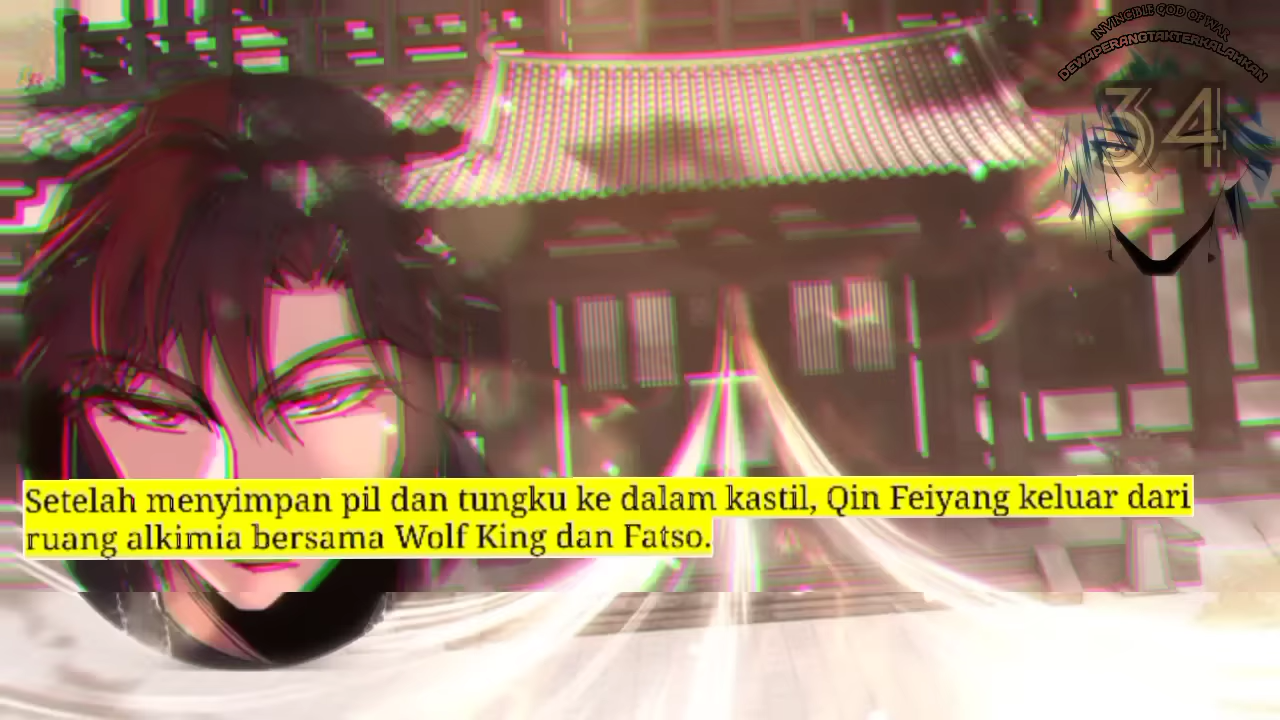 INVINCIBLE GOD OF WAR
DEWAPERANGTAKTERKALAHKAN
34
Setelah menyimpan pil dan tungku ke dalam kastil, Qin Feiyang keluar dari
ruang alkimia bersama Wolf King dan Fatso.